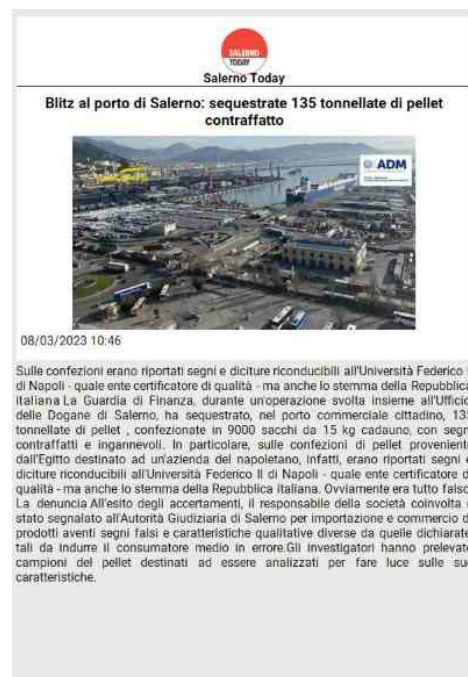 SALERNO
TODAY
Salerno Today
Blitz al porto di Salerno: sequestrate 135 tonnellate di pellet
contraffatto
ADM
08/03/2023 10:46
Sulle confezioni erano riportati segni e diciture riconducibili all'Università Federico
di Napoli - quale ente certificatore di qualità - ma anche lo stemma della Repubblica
italiana La Guardia di Finanza, durante un'operazione svolta insieme all'Ufficio
delle Dogane di Salerno, ha sequestrato, nel porto commerciale cittadino, 13
tonnellate di pellet , confezionate in 9000 sacchi da 15 kg cadauno, con segn
contraffatti e ingannevoli. In particolare, sulle confezioni di pellet proveniente
dall'Egitto destinato ad un'azienda del napoletano, infatti, erano riportati segni e
diciture riconducibili all'Università Federico II di Napoli - quale ente certificatore d
qualità - ma anche lo stemma della Repubblica italiana. Ovviamente era tutto falso
La denuncia All'esito degli accertamenti, il responsabile della società coinvolta
stato segnalato all'Autorità Giudiziaria di Salerno per importazione e commercio d
prodotti aventi segni falsi e caratteristiche qualitative diverse da quelle dichiarate
tali da indurre il consumatore medio in errore.Gli investigatori hanno prelevato
campioni del pellet destinati ad essere analizzati per fare luce sulle su
caratteristiche.